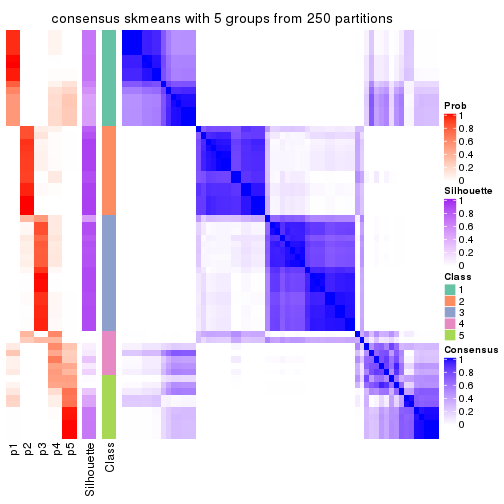 consensus skmeans with 5 groups from 250 partitions
Prob
1
0.8
0.6
0.4
0.2
0
Silhouette
1
0.8
0.6
0.4
0.2
0
Class
1
2
3
4
5
Consensus
1
0.8
0.6
0.4
0.2
0
p1
p2
p3
p4
p5
Silhouette
Class